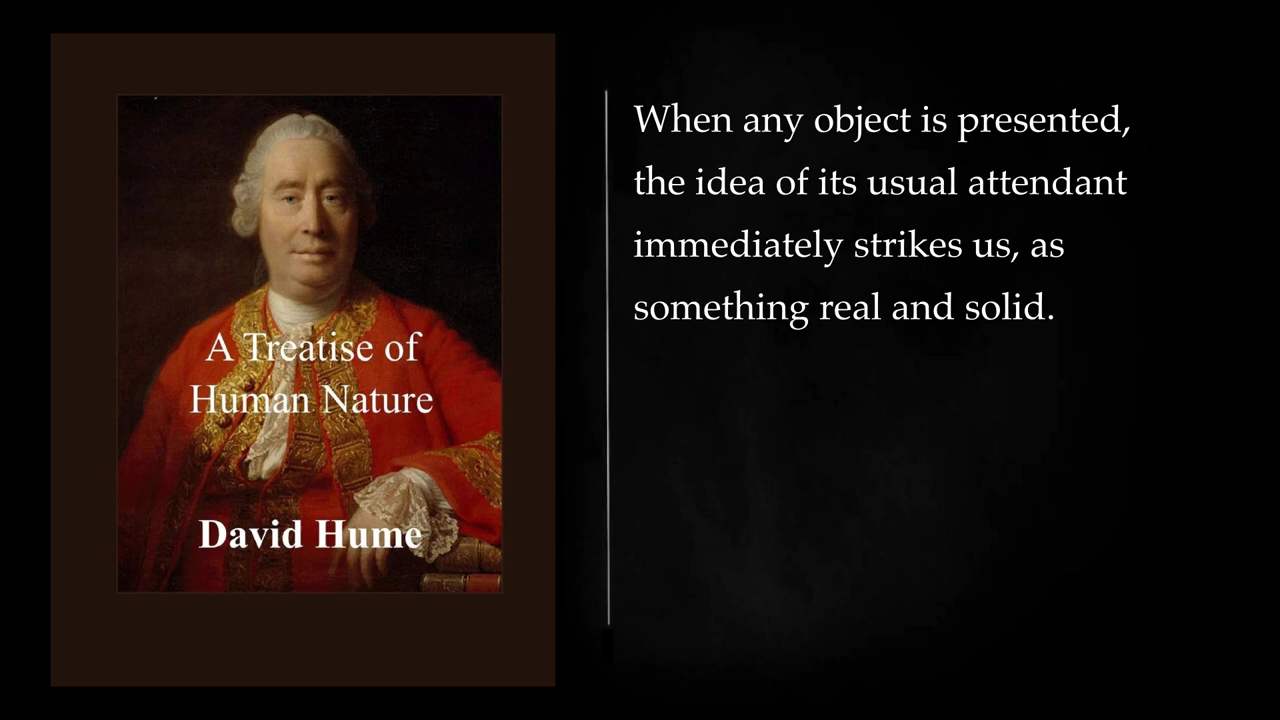 A Treatise of
Human Nature
David Hume
When any object is presented,
the idea of its usual attendant
immediately strikes us, as
something real and solid.